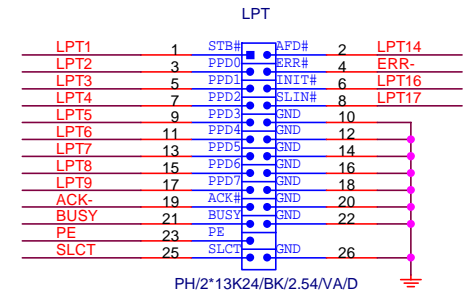 LPT
LPT1 1 STB# AFD# 2 LPT14
LPT2 3 PPD0 ERR# 4 ERR-
LPT3 5 PPD1 INIT# 6 LPT16
LPT4 7 PPD2 SLIN# 8 LPT17
LPT5 9 PPD3 GND 10
LPT6 11 PPD4 GND 12
LPT7 13 PPD5 GND 14
LPT8 15 PPD6 GND 16
LPT9 17 PPD7 GND 18
ACK- 19 ACK# GND 20
BUSY 21 BUSY GND 22
PE 23 PE
SLCT 25 SLCT GND 26
PH/2*13K24/BK/2.54/VA/D